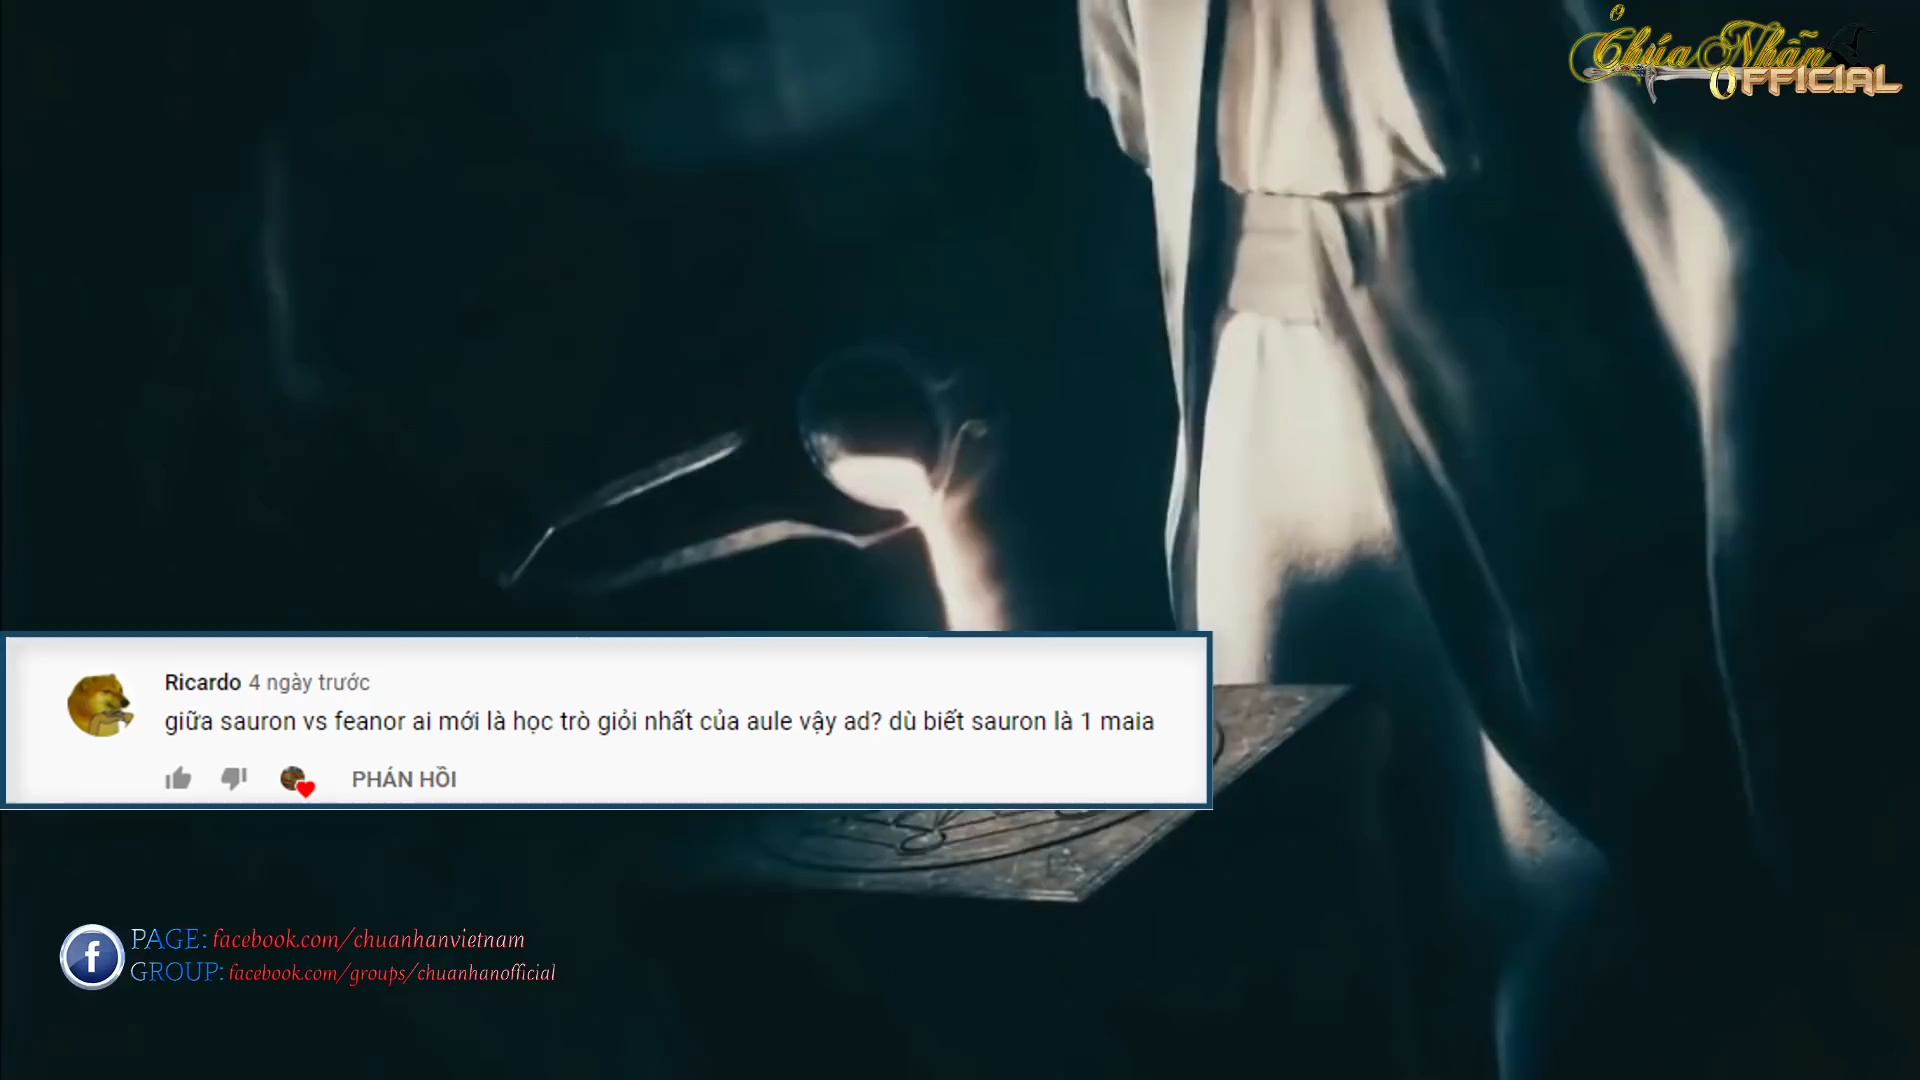 Chúa Nhẫn
OFFICIAL
Ricardo 4 ngày trước
giữa sauron vs feanor ai mới là học trò giỏi nhất của aule vậy ad? dù biết sauron là 1 maia
PHẢN HỒI
PAGE: facebook.com/chuanhanvietnam
GROUP: facebook.com/groups/chuanhanofficial